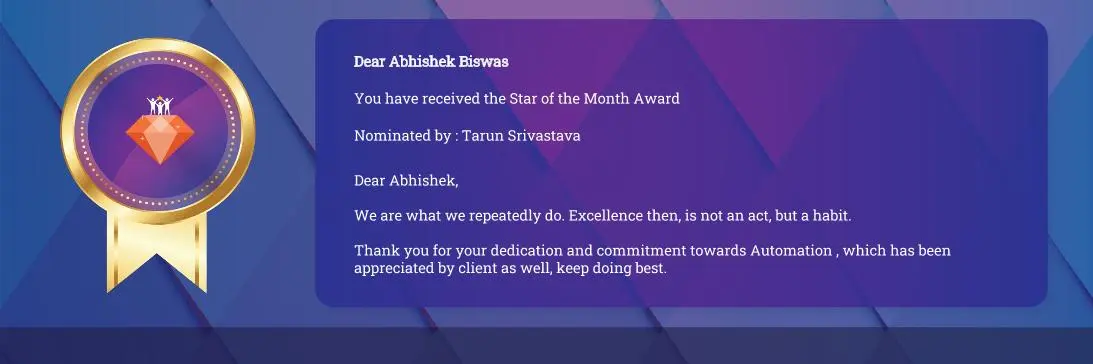 Dear Abhishek Biswas
You have received the Star of the Month Award
Nominated by : Tarun Srivastava
Dear Abhishek,
We are what we repeatedly do. Excellence then, is not an act, but a habit.
Thank you for your dedication and commitment towards Automation , which has been
appreciated by client as well, keep doing best.